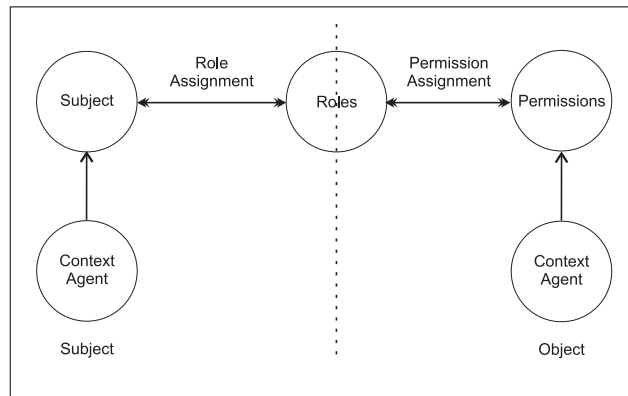 Role
Assignment
Permission
Assignment
Subject
Roles
Permissions
Context
Agent
Context
Agent
Subject
Object